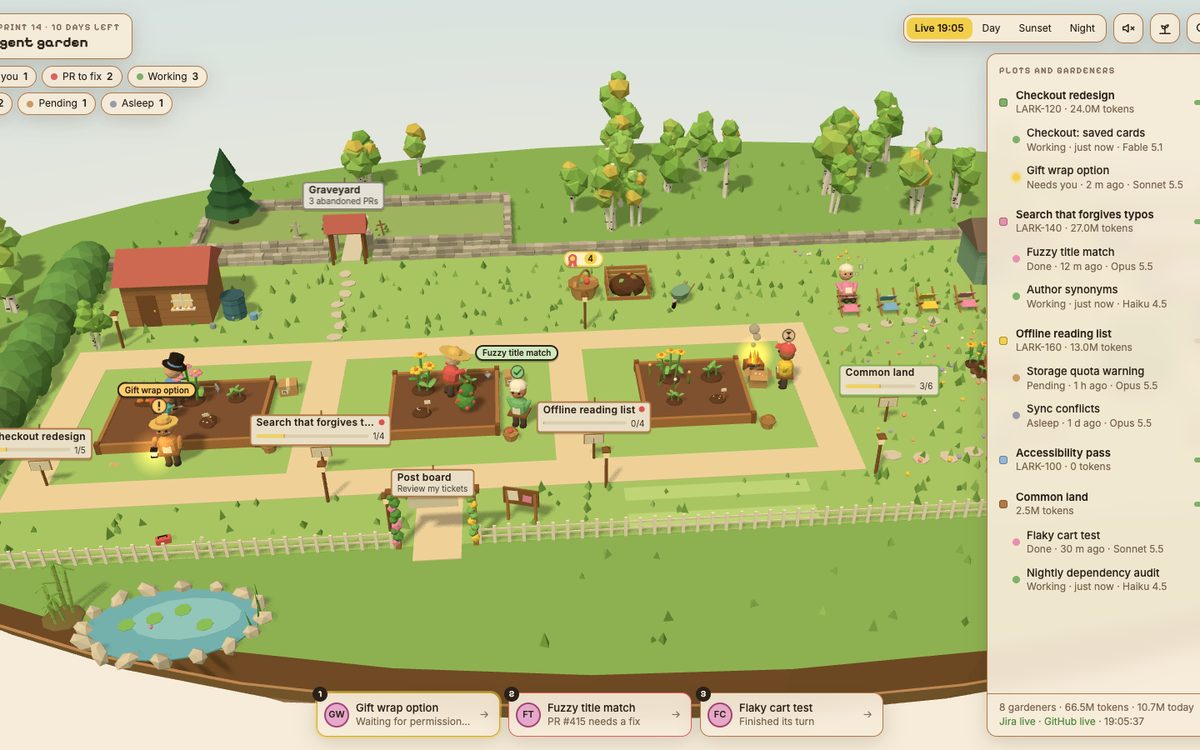 PRINT 14 · 10 DAYS LEFT
gent garden
you 1
PR to fix 2
Working 3
2
Pending 1
Asleep 1
Live 19:05
Day
Sunset
Night
Graveyard
3 abandoned PRs
4
Gift wrap option
!
Fuzzy title match
heckout redesign
1/5
Search that forgives t...
1/4
Offline reading list
0/4
Common land
3/6
Post board
Review my tickets
PLOTS AND GARDENERS
Checkout redesign
LARK-120 · 24.0M tokens
Checkout: saved cards
Working · just now · Fable 5.1
Gift wrap option
Needs you · 2 m ago · Sonnet 5.5
Search that forgives typos
LARK-140 · 27.0M tokens
Fuzzy title match
Done · 12 m ago · Opus 5.5
Author synonyms
Working · just now · Haiku 4.5
Offline reading list
LARK-160 · 13.0M tokens
Storage quota warning
Pending · 1 h ago · Opus 5.5
Sync conflicts
Asleep · 1 d ago · Opus 5.5
Accessibility pass
LARK-100 · 0 tokens
Common land
2.5M tokens
Flaky cart test
Done · 30 m ago · Sonnet 5.5
Nightly dependency audit
Working · just now · Haiku 4.5
8 gardeners · 66.5M tokens · 10.7M today
Jira live · GitHub live · 19:05:37
1
GW
Gift wrap option
Waiting for permission...
→
2
FT
Fuzzy title match
PR #415 needs a fix
→
3
FC
Flaky cart test
Finished its turn
→